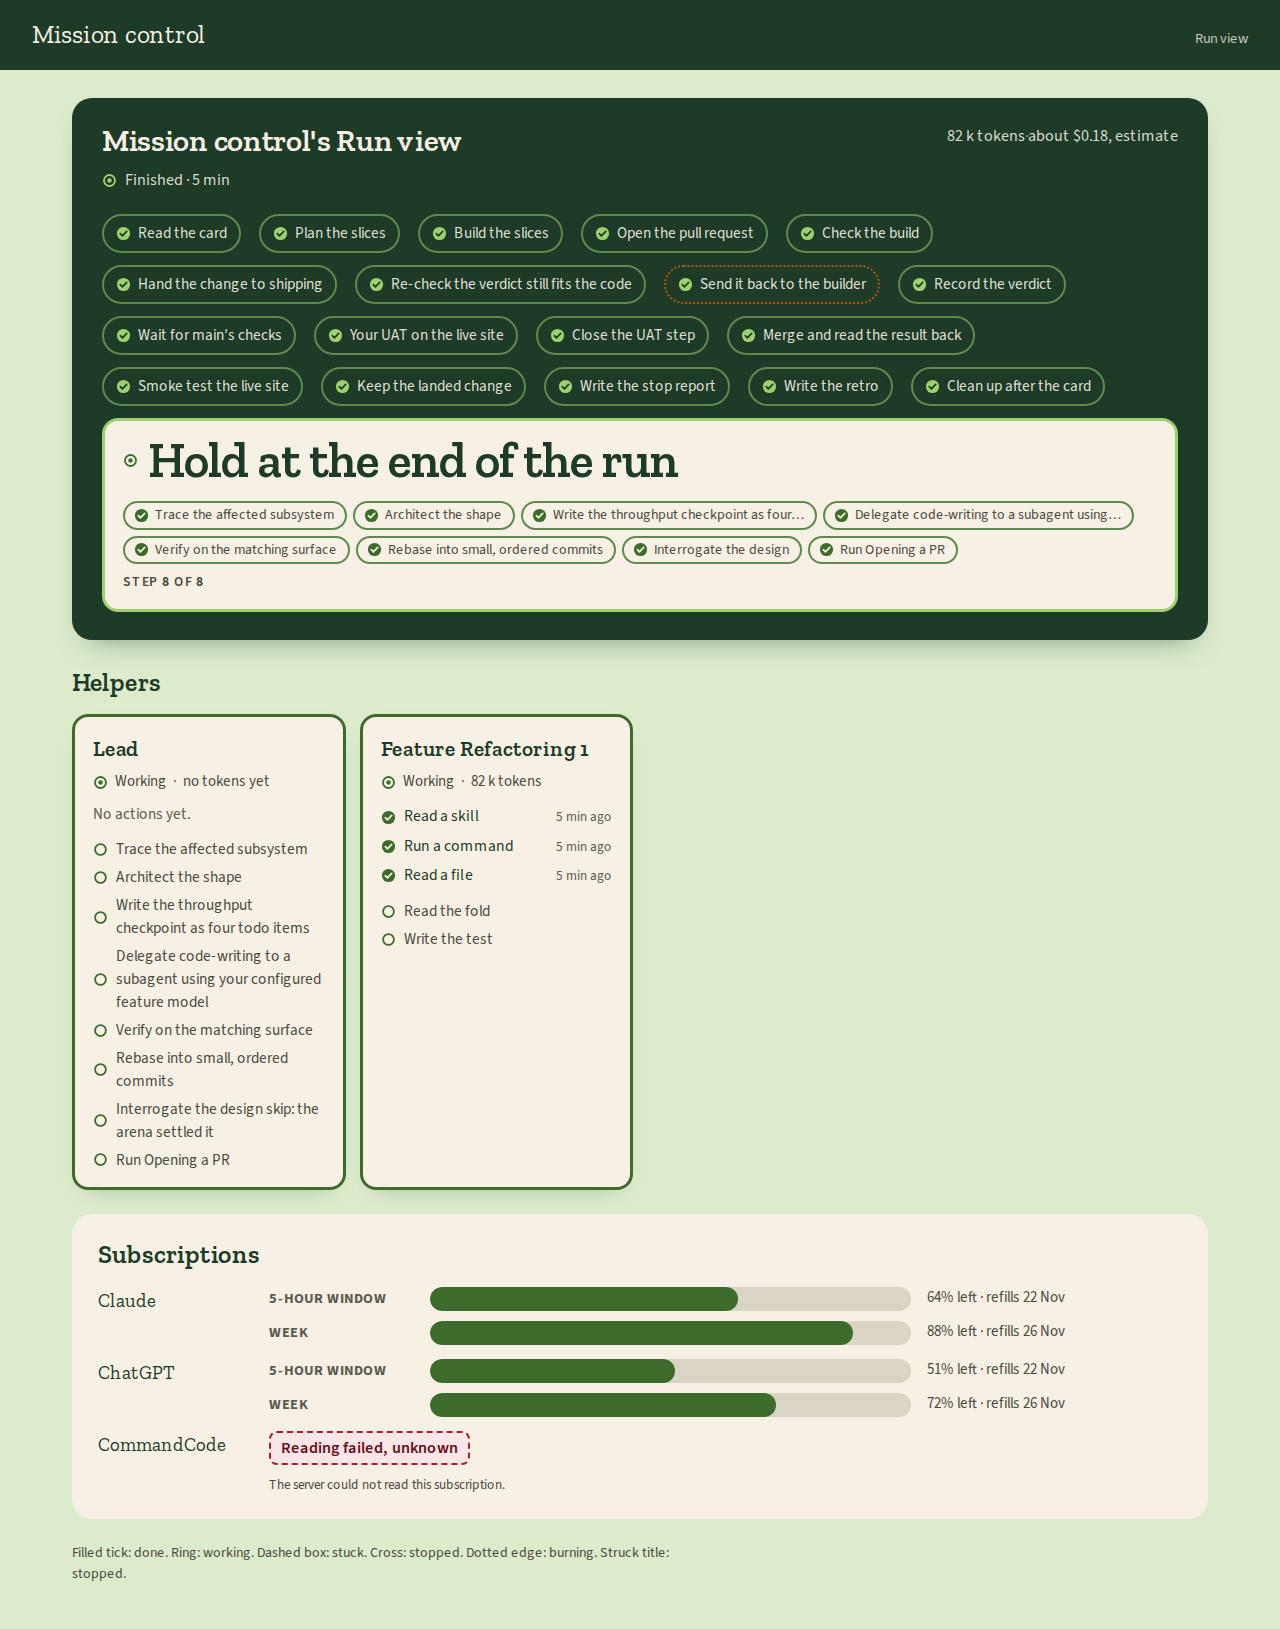 Mission control
Run view
Mission control's Run view
82 k tokens·about $0.18, estimate
Finished · 5 min
Read the card
Plan the slices
Build the slices
Open the pull request
Check the build
Hand the change to shipping
Re-check the verdict still fits the code
Send it back to the builder
Record the verdict
Wait for main's checks
Your UAT on the live site
Close the UAT step
Merge and read the result back
Smoke test the live site
Keep the landed change
Write the stop report
Write the retro
Clean up after the card
Hold at the end of the run
Trace the affected subsystem
Architect the shape
Write the throughput checkpoint as four…
Delegate code-writing to a subagent using…
Verify on the matching surface
Rebase into small, ordered commits
Interrogate the design
Run Opening a PR
STEP 8 OF 8
Helpers
Lead
Working · no tokens yet
No actions yet.
Trace the affected subsystem
Architect the shape
Write the throughput
checkpoint as four todo items
Delegate code-writing to a
subagent using your configured
feature model
Verify on the matching surface
Rebase into small, ordered
commits
Interrogate the design skip: the
arena settled it
Run Opening a PR
Feature Refactoring 1
Working · 82 k tokens
Read a skill 5 min ago
Run a command 5 min ago
Read a file 5 min ago
Read the fold
Write the test
Subscriptions
Claude
5-HOUR WINDOW
64% left · refills 22 Nov
WEEK
88% left · refills 26 Nov
ChatGPT
5-HOUR WINDOW
51% left · refills 22 Nov
WEEK
72% left · refills 26 Nov
CommandCode
Reading failed, unknown
The server could not read this subscription.
Filled tick: done. Ring: working. Dashed box: stuck. Cross: stopped. Dotted edge: burning. Struck title:
stopped.